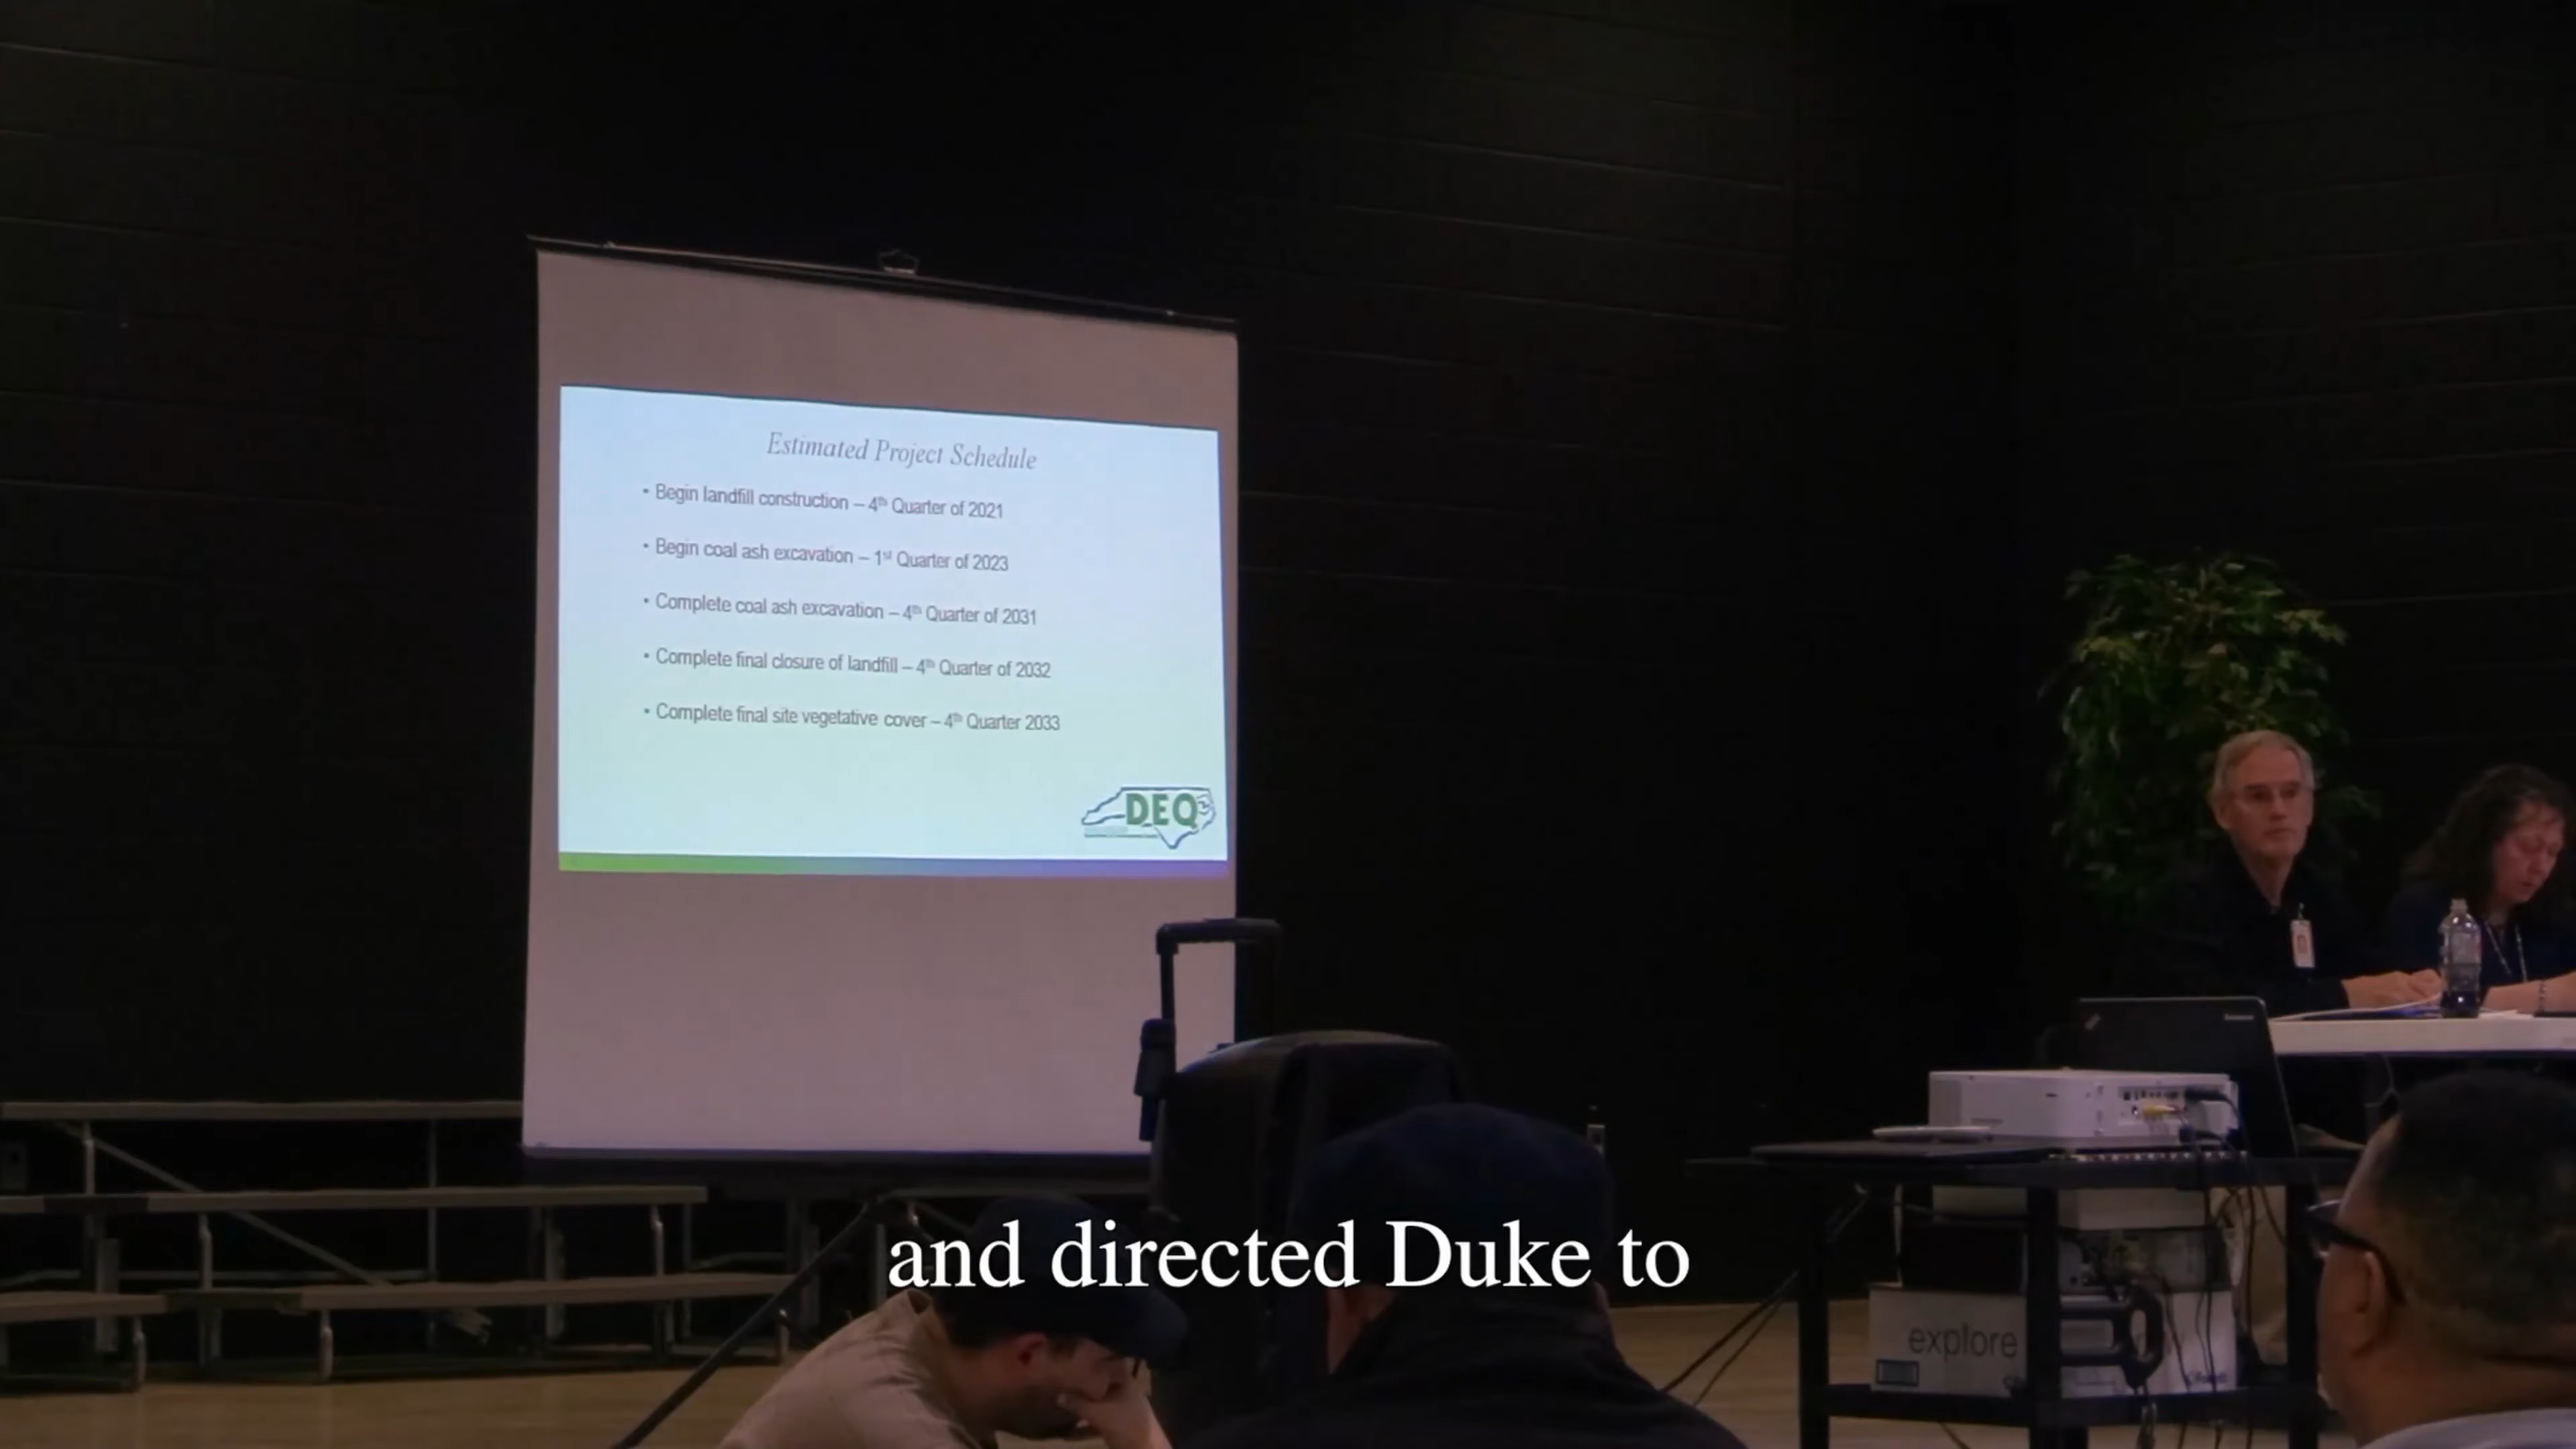 Estimated Project Schedule
• Begin landfill construction – 4th Quarter of 2021
• Begin coal ash excavation – 1st Quarter of 2023
• Complete coal ash excavation – 4th Quarter of 2031
• Complete final closure of landfill – 4th Quarter of 2032
• Complete final site vegetative cover – 4th Quarter 2033
DEQ
and directed Duke to
explore